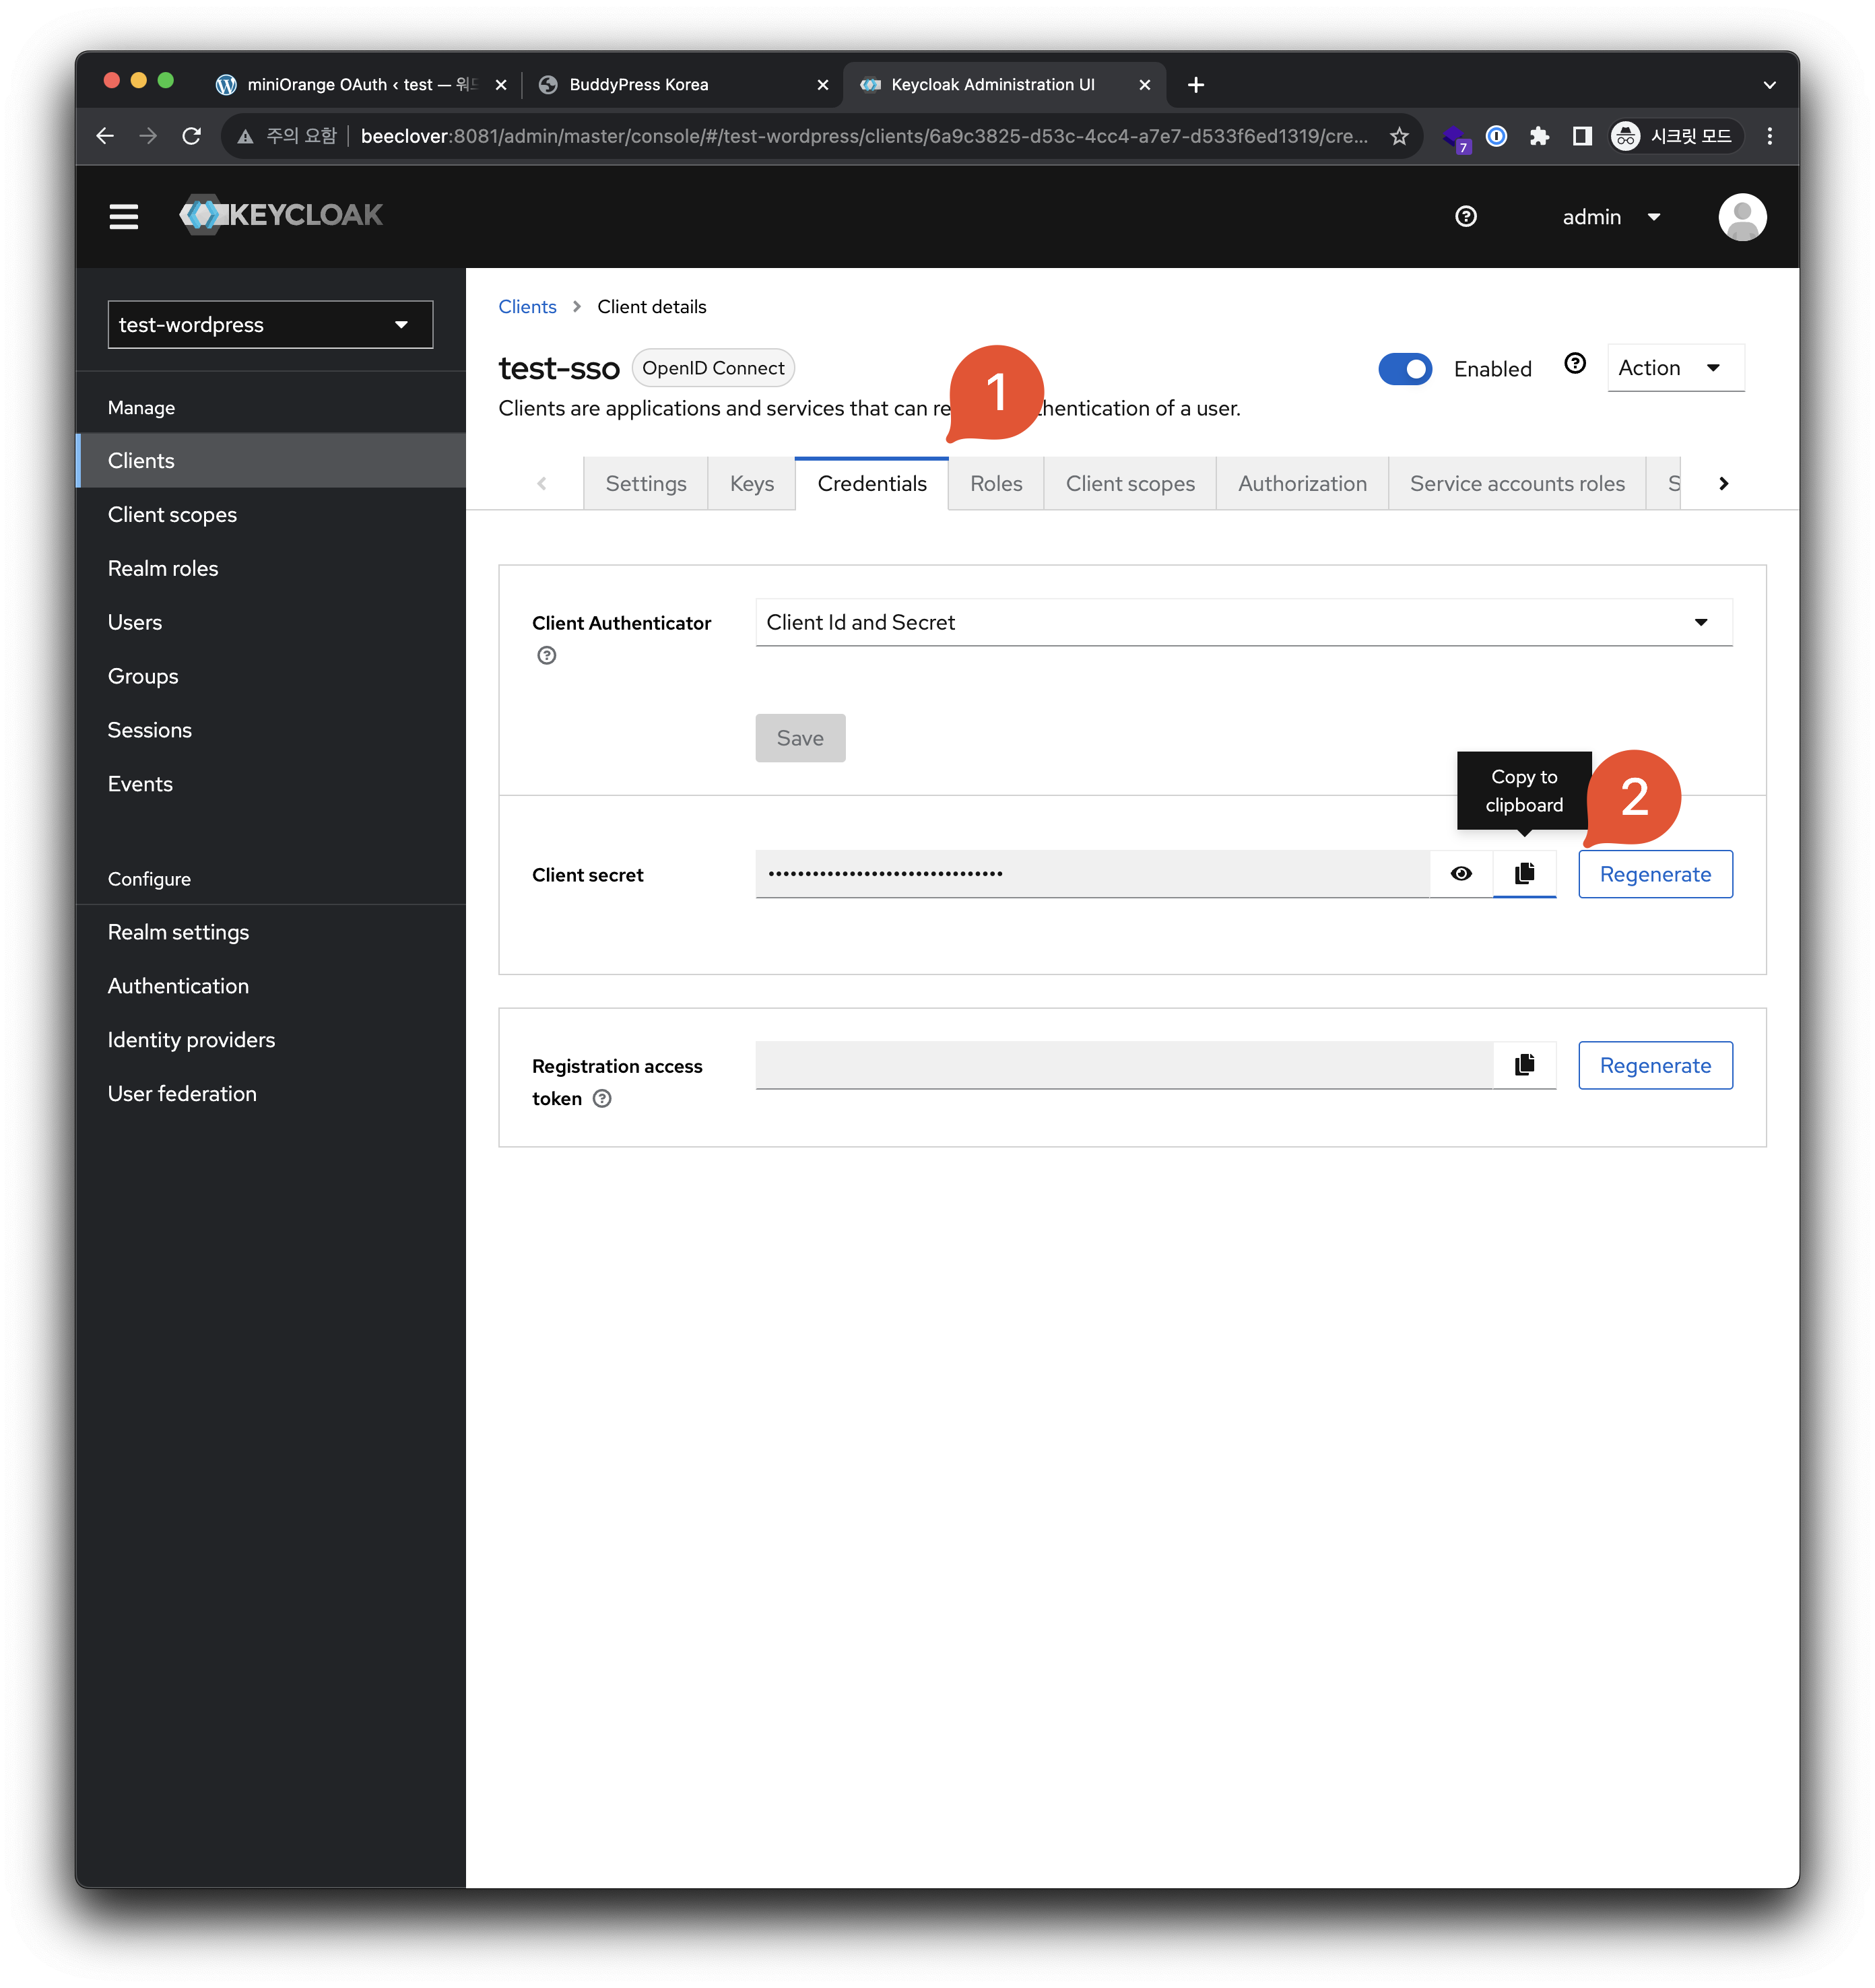 miniOrange OAuth ‹ test — 워드
BuddyPress Korea
Keycloak Administration UI
주의 요함
beeclover:8081/admin/master/console/#/test-wordpress/clients/6a9c3825-d53c-4cc4-a7e7-d533f6ed1319/cre...
7
시크릿 모드
KEYCLOAK
admin
test-wordpress
Manage
Clients
Client scopes
Realm roles
Users
Groups
Sessions
Events
Configure
Realm settings
Authentication
Identity providers
User federation
Clients > Client details
test-sso OpenID Connect
Enabled
Action
Clients are applications and services that can re
hentication of a user.
1
Settings
Keys
Credentials
Roles
Client scopes
Authorization
Service accounts roles
S
Client Authenticator
Client Id and Secret
Save
Copy to
clipboard
2
Client secret
••••••••••••••••••••••••••••••••
Regenerate
Registration access
token
Regenerate